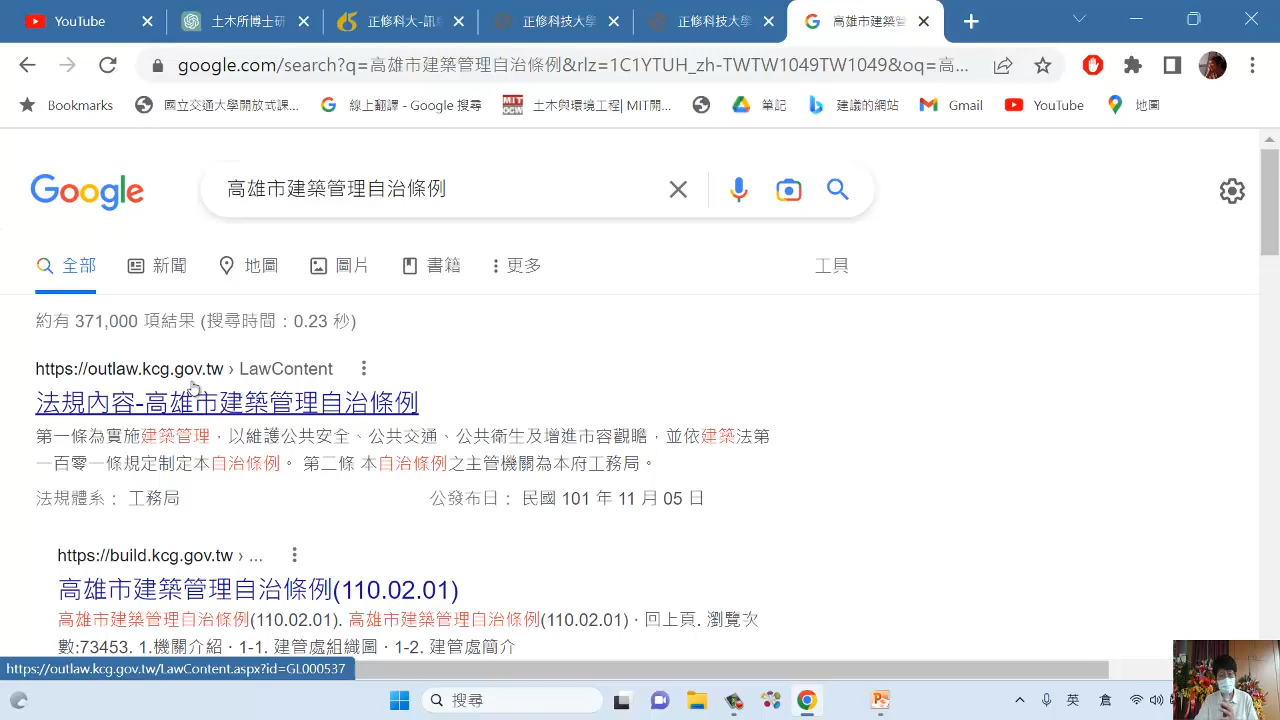 YouTube
土木所博士研
正修科大-訊息
正修科技大學
正修科技大學
高雄市建築管
google.com/search?q=高雄市建築管理自治條例&rlz=1C1YTUH_zh-TWTW1049TW1049&oq=高...
Bookmarks
國立交通大學開放式課...
線上翻譯 - Google 搜尋
土木與環境工程| MIT開...
筆記
建議的網站
Gmail
YouTube
地圖
Google
高雄市建築管理自治條例
全部
新聞
地圖
圖片
書籍
更多
工具
約有 371,000 項結果 (搜尋時間：0.23 秒)
https://outlaw.kcg.gov.tw › LawContent
法規內容-高雄市建築管理自治條例
第一條為實施建築管理，以維護公共安全、公共交通、公共衛生及增進市容觀瞻，並依建築法第
一百零一條規定制定本自治條例。 第二條 本自治條例之主管機關為本府工務局。
法規體系： 工務局
公發布日： 民國 101 年 11 月 05 日
https://build.kcg.gov.tw › ...
高雄市建築管理自治條例(110.02.01)
高雄市建築管理自治條例(110.02.01). 高雄市建築管理自治條例(110.02.01) · 回上頁. 瀏覽次
數:73453. 1.機關介紹 · 1-1. 建管處組織圖 · 1-2. 建管處簡介
https://outlaw.kcg.gov.tw/LawContent.aspx?id=GL000537
搜尋
英
倉